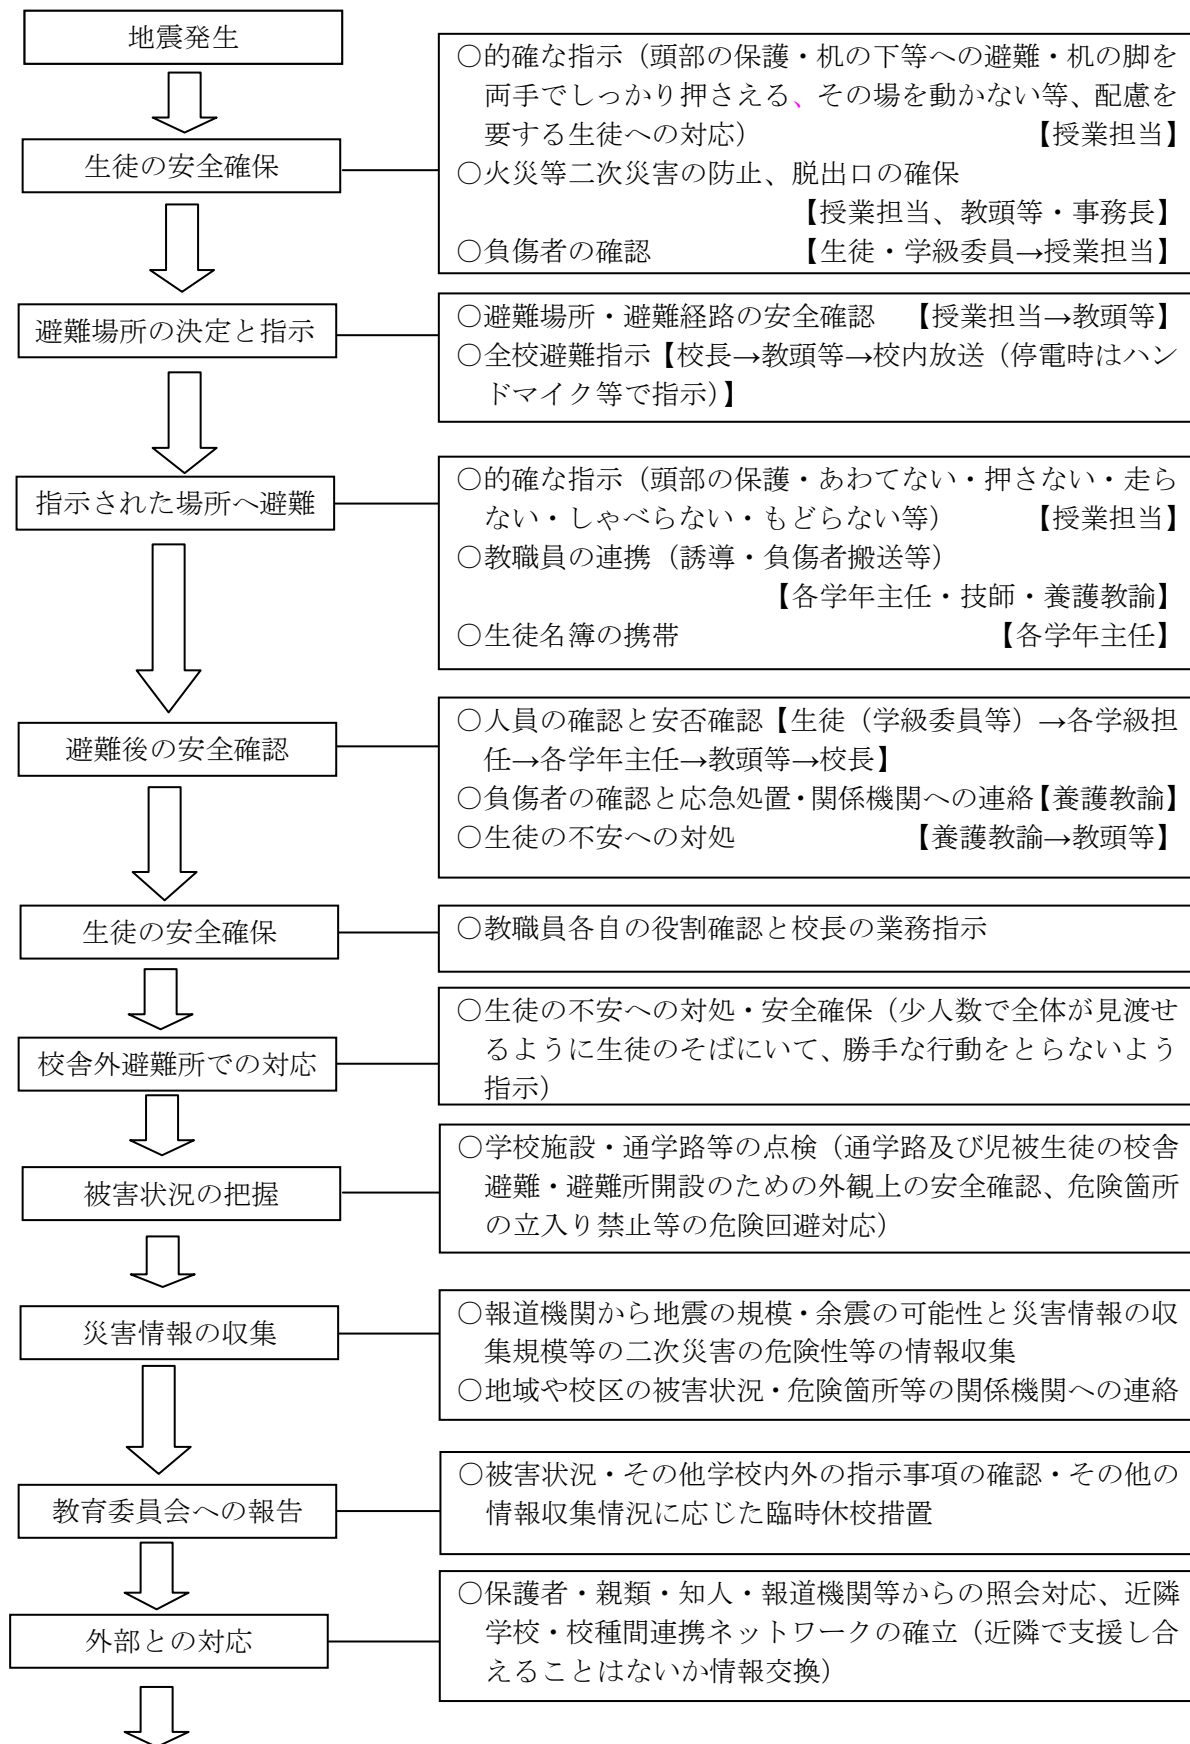 地震発生
○的確な指示（頭部の保護・机の下等への避難・机の脚を
両手でしっかり押さえる、その場を動かない等、配慮を
要する生徒への対応） 【授業担当】
生徒の安全確保
○火災等二次災害の防止、脱出口の確保
【授業担当、教頭等・事務長】
○負傷者の確認 【生徒・学級委員→授業担当】
避難場所の決定と指示
○避難場所・避難経路の安全確認 【授業担当→教頭等】
○全校避難指示【校長→教頭等→校内放送（停電時はハン
ドマイク等で指示）】
指示された場所へ避難
○的確な指示（頭部の保護・あわてない・押さない・走ら
ない・しゃべらない・もどらない等） 【授業担当】
○教職員の連携（誘導・負傷者搬送等）
【各学年主任・技師・養護教諭】
○生徒名簿の携帯 【各学年主任】
避難後の安全確認
○人員の確認と安否確認【生徒（学級委員等）→各学級担
任→各学年主任→教頭等→校長】
○負傷者の確認と応急処置・関係機関への連絡【養護教諭】
○生徒の不安への対処 【養護教諭→教頭等】
生徒の安全確保
○教職員各自の役割確認と校長の業務指示
校舎外避難所での対応
○生徒の不安への対処・安全確保（少人数で全体が見渡せ
るように生徒のそばにいて、勝手な行動をとらないよう
指示）
被害状況の把握
○学校施設・通学路等の点検（通学路及び児被生徒の校舎
避難・避難所開設のための外観上の安全確認、危険箇所
の立入り禁止等の危険回避対応）
災害情報の収集
○報道機関から地震の規模・余震の可能性と災害情報の収
集規模等の二次災害の危険性等の情報収集
○地域や校区の被害状況・危険箇所等の関係機関への連絡
教育委員会への報告
○被害状況・その他学校内外の指示事項の確認・その他の
情報収集情況に応じた臨時休校措置
外部との対応
○保護者・親類・知人・報道機関等からの照会対応、近隣
学校・校種間連携ネットワークの確立（近隣で支援し合
えることはないか情報交換）